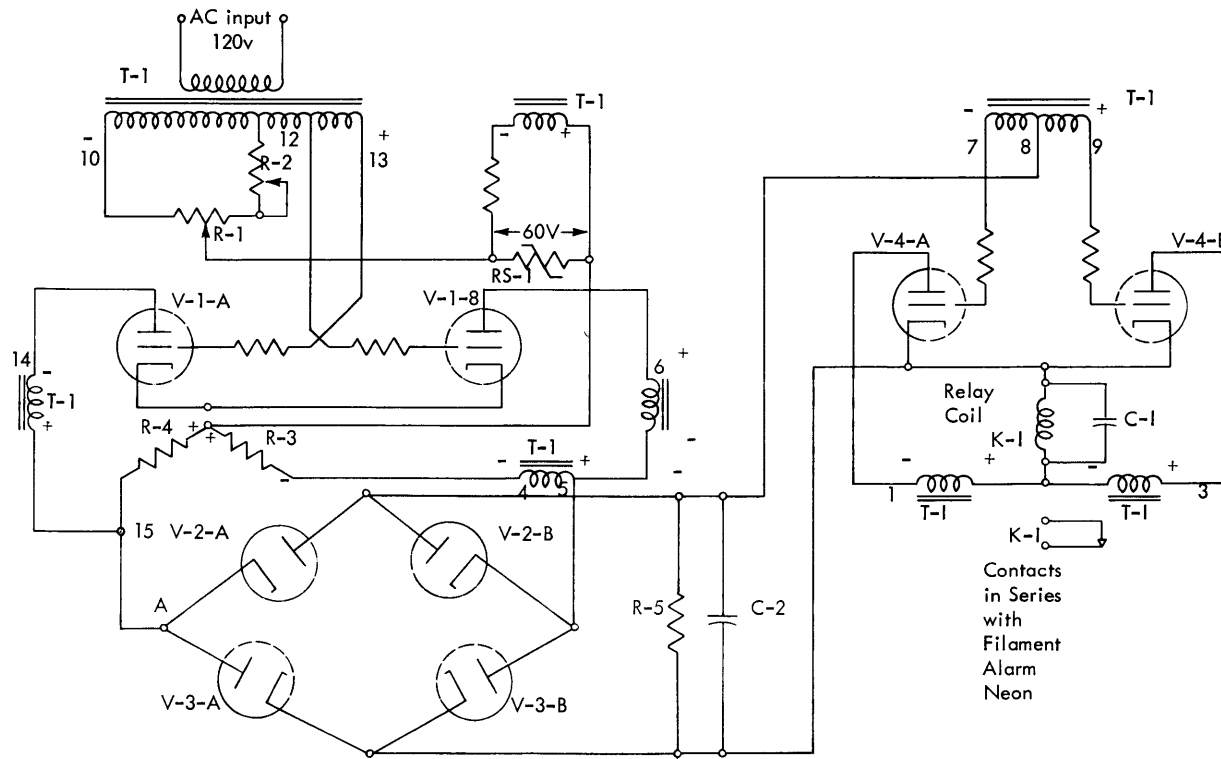 AC input
120v
T-1
-
10
12
+
13
R-2
R-1
T-1
-
+
60V
RS-1
T-1
-
+
7
8
9
V-1-A
V-1-8
V-4-A
V-4-B
14
-
T-1
+
6
+
-
R-4
+ +
+
R-3
-
T-1
-
+
4
5
-
15
V-2-A
V-2-B
A
V-3-A
V-3-B
R-5
C-2
Relay
Coil
K-1
C-1
-
+
1
T-1
-
+
3
T-1
K-1
Contacts
in Series
with
Filament
Alarm
Neon